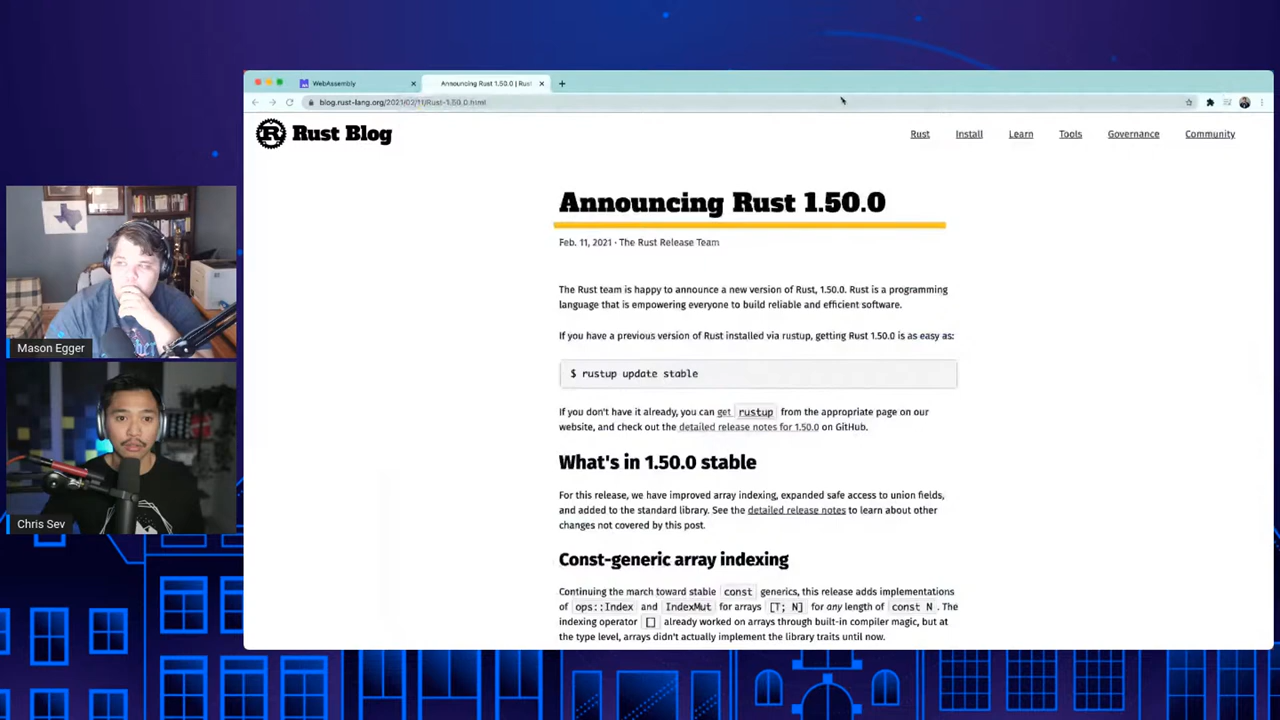 WebAssembly
Announcing Rust 1.50.0 | Rust
blog.rust-lang.org/2021/02/11/Rust-1.50.0.html
Rust Blog
Rust Install Learn Tools Governance Community
Announcing Rust 1.50.0
Feb. 11, 2021 · The Rust Release Team
The Rust team is happy to announce a new version of Rust, 1.50.0. Rust is a programming
language that is empowering everyone to build reliable and efficient software.
If you have a previous version of Rust installed via rustup, getting Rust 1.50.0 is as easy as:
$ rustup update stable
If you don't have it already, you can get rustup from the appropriate page on our
website, and check out the detailed release notes for 1.50.0 on GitHub.
What's in 1.50.0 stable
For this release, we have improved array indexing, expanded safe access to union fields,
and added to the standard library. See the detailed release notes to learn about other
changes not covered by this post.
Const-generic array indexing
Continuing the march toward stable const generics, this release adds implementations
of ops::Index and IndexMut for arrays [T; N] for any length of const N. The
indexing operator [] already worked on arrays through built-in compiler magic, but at
the type level, arrays didn't actually implement the library traits until now.
Mason Egger
Chris Sev